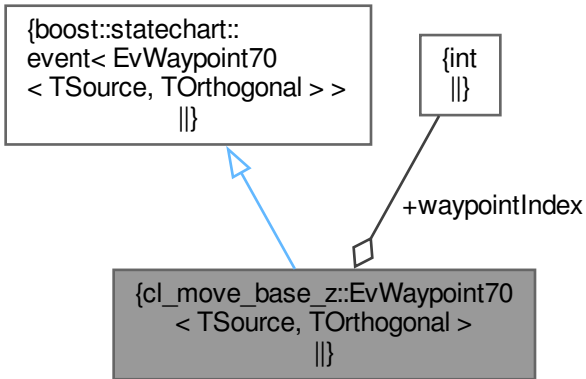 {boost::statechart::
event< EvWaypoint70
< TSource, TOrthogonal > >
||}
{int
||}
+waypointIndex
{cl_move_base_z::EvWaypoint70
< TSource, TOrthogonal >
||}